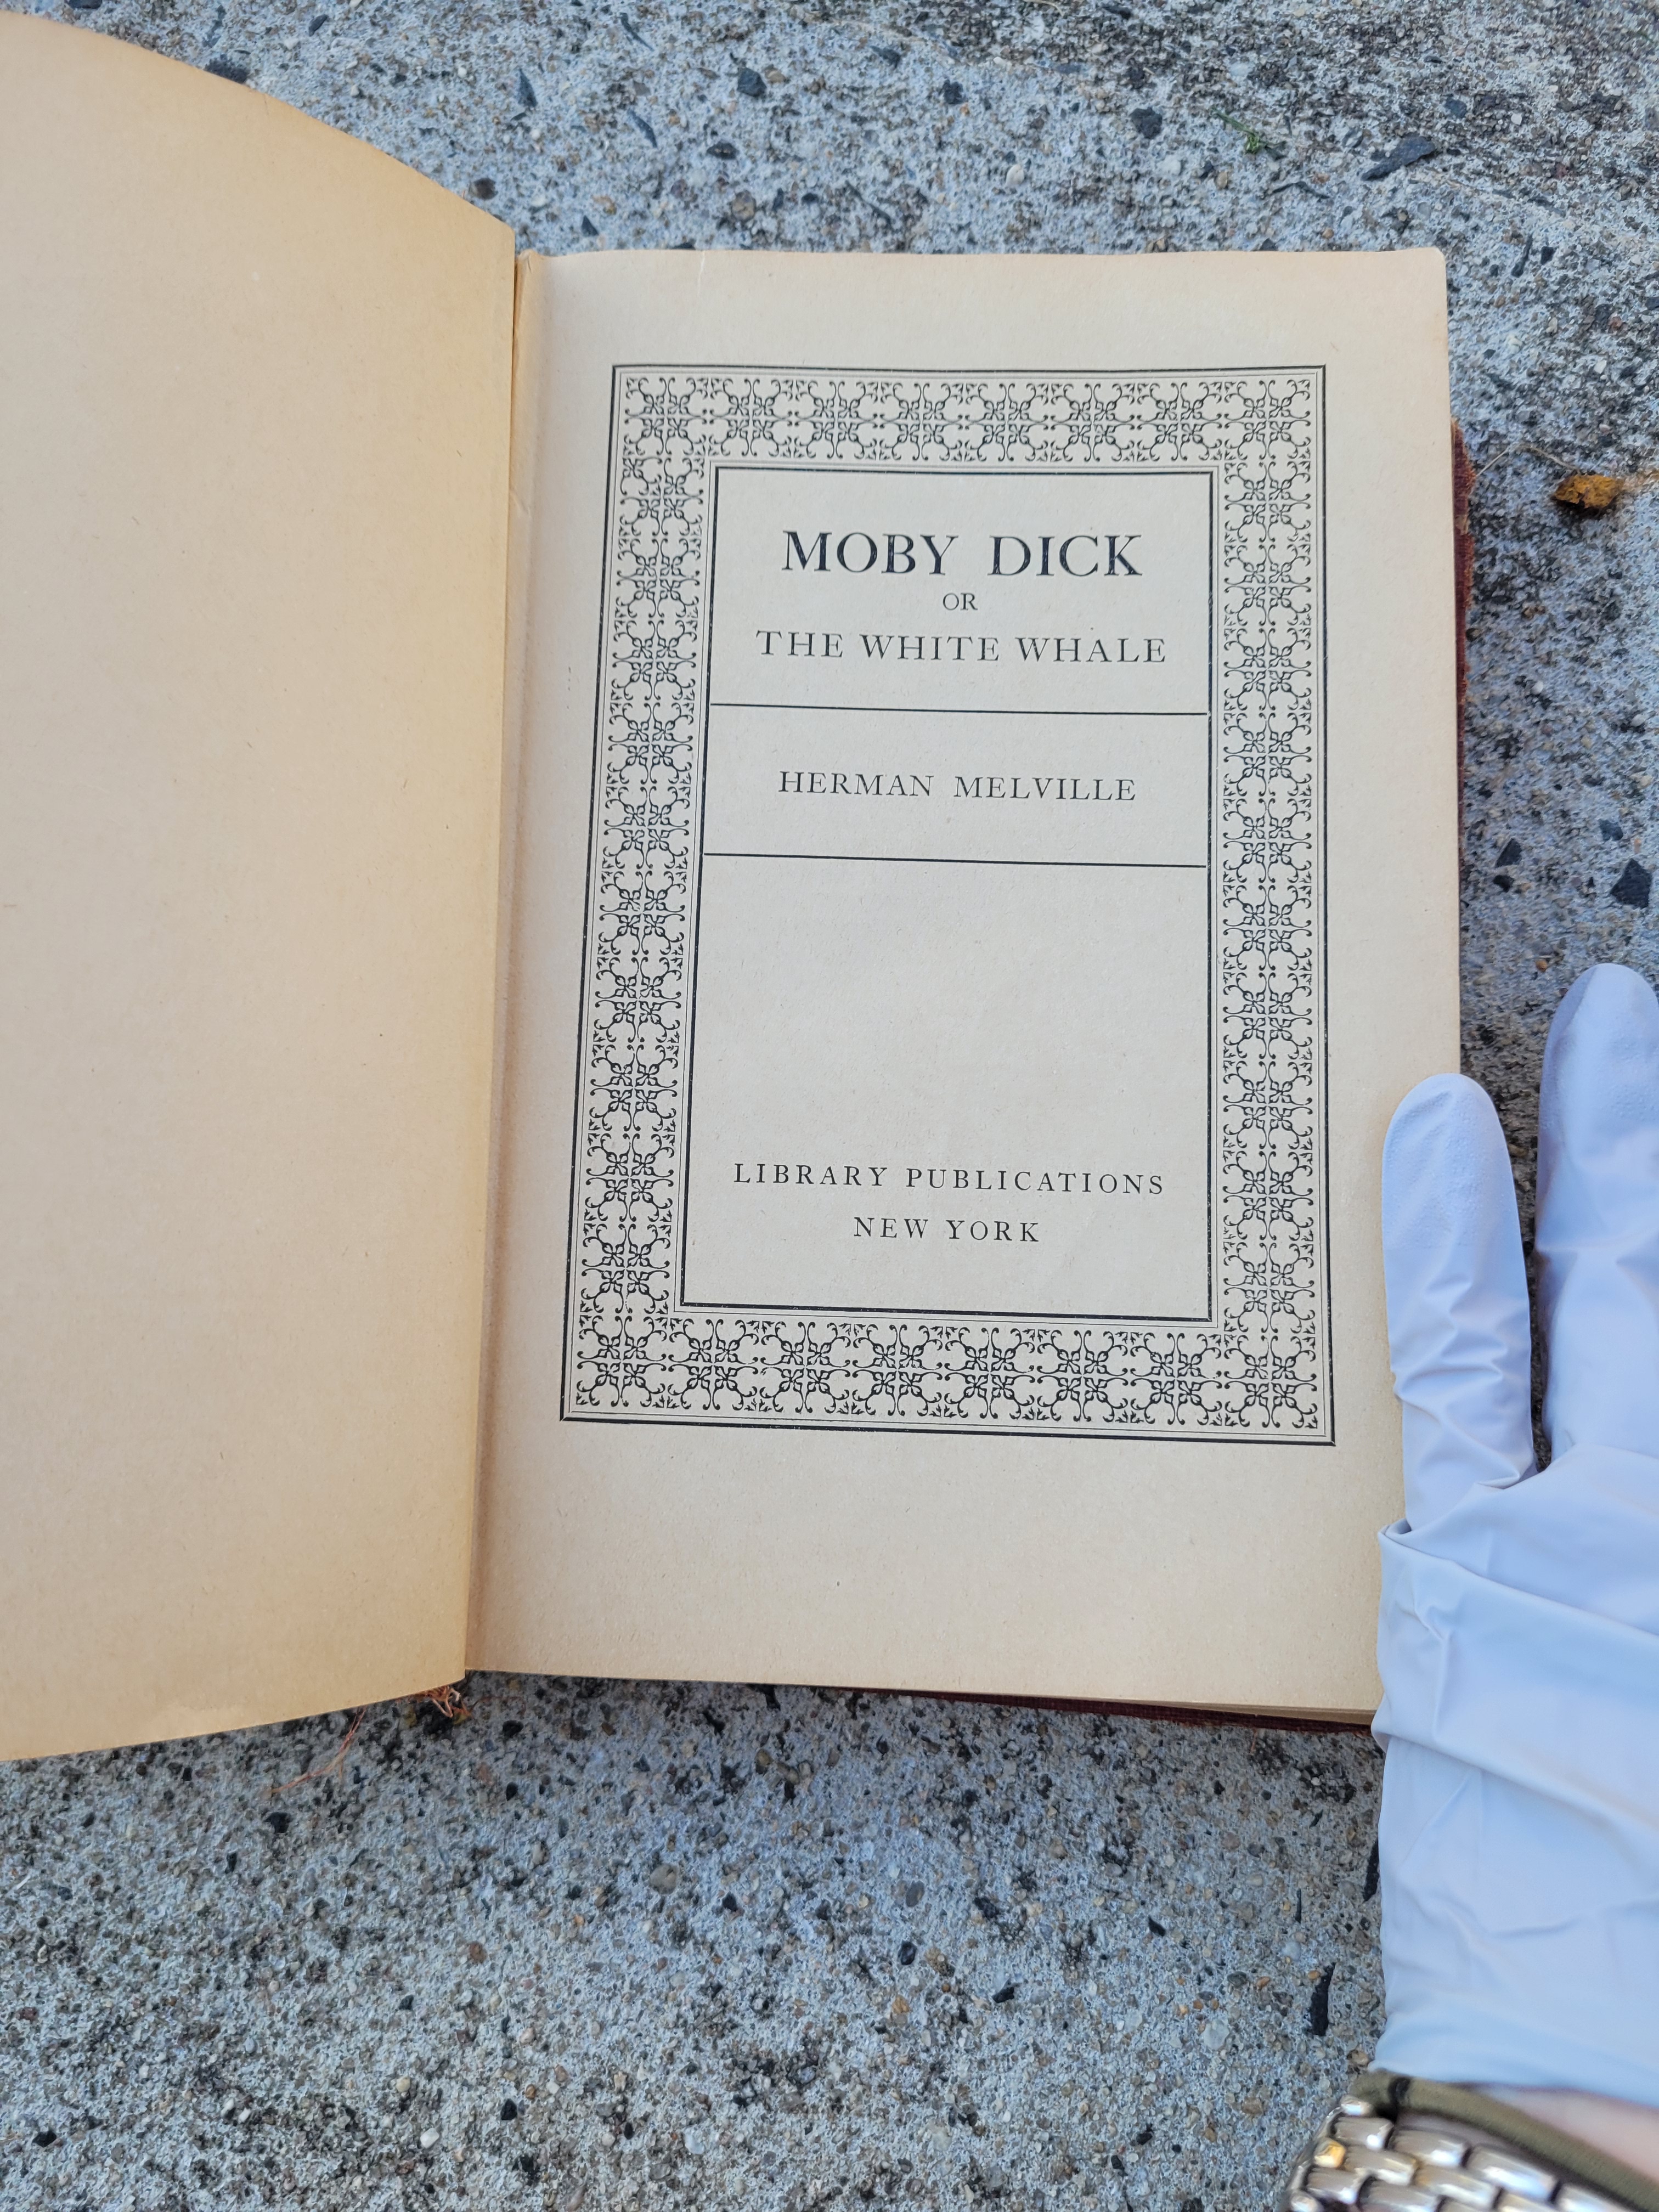 MOBY DICK
OR
THE WHITE WHALE
HERMAN MELVILLE
LIBRARY PUBLICATIONS
NEW YORK